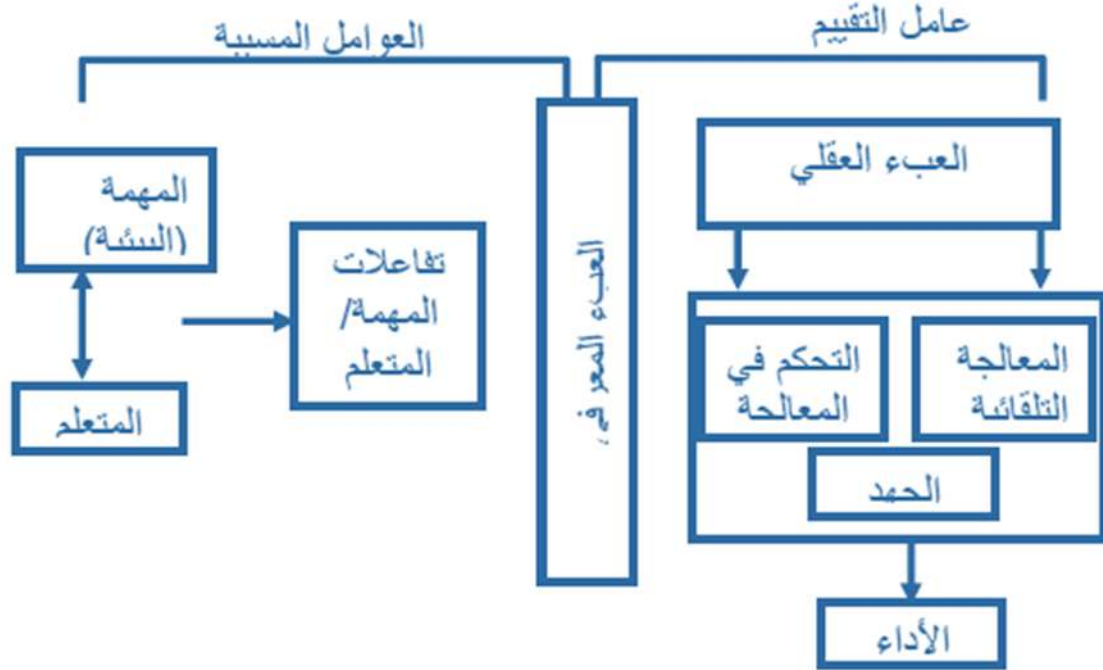 عامل التقييم
العوامل المسببة
العبء العقلي
المهمة
(البيئية)
تفاعلات
المهمة/
المتعلم
العبء المعرفي
المعالجة
التلقائية
التحكم في
المعالجة
المتعلم
الجهد
الأداء